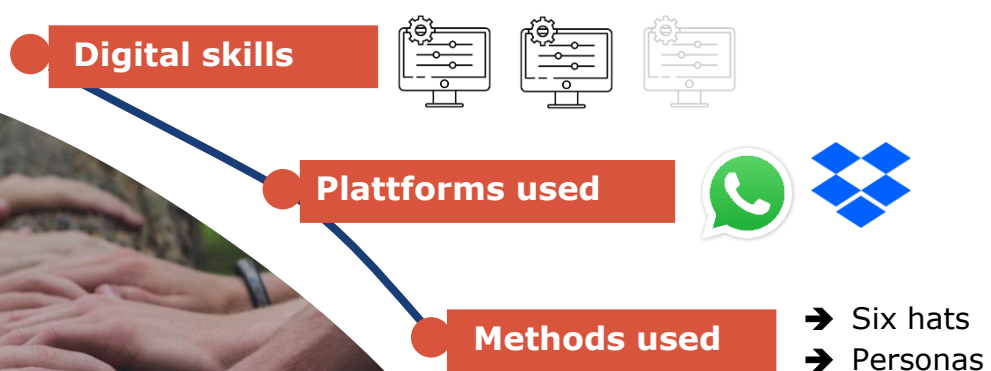 Digital skills
Plattforms used
Methods used
➔ Six hats
➔ Personas